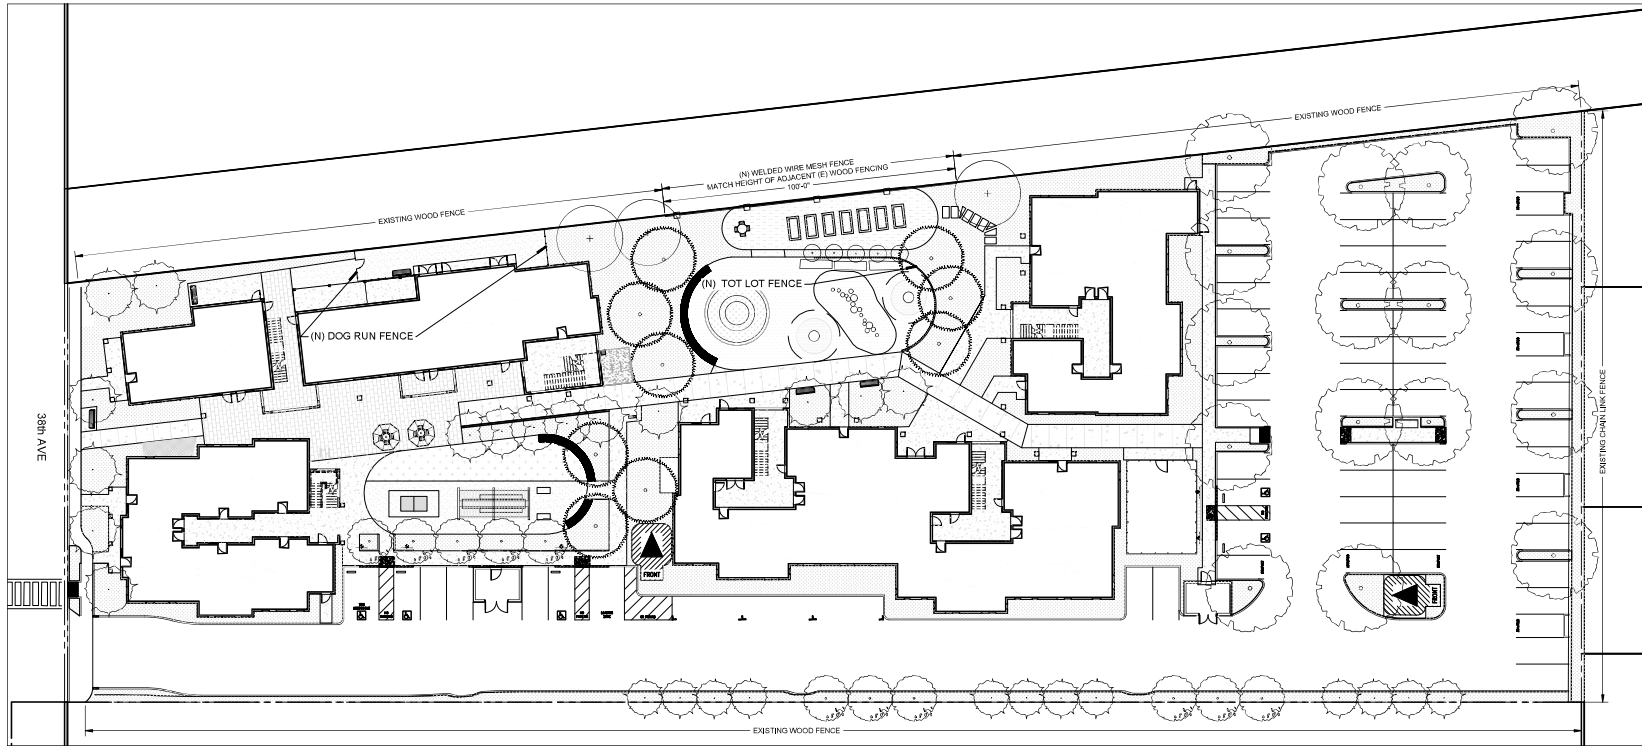 EXISTING WOOD FENCE
(N) WELDED WIRE MESH FENCE
MATCH HEIGHT OF ADJACENT (E) WOOD FENCING
100'-0"
EXISTING WOOD FENCE
(N) TOT LOT FENCE
(N) DOG RUN FENCE
38th AVE
EXISTING CHAIN LINK FENCE
FRONT
FRONT
EXISTING WOOD FENCE